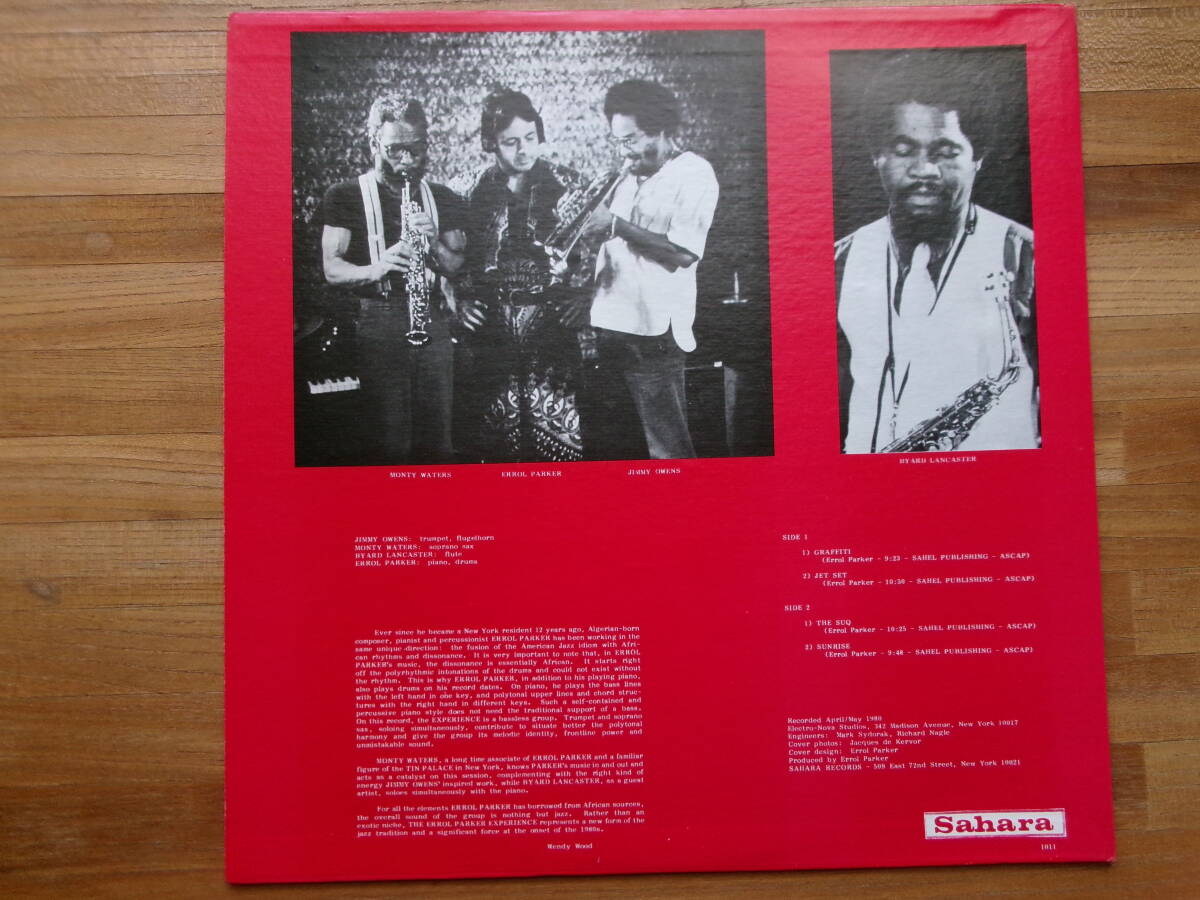 MONTY WATERS ERROL PARKER JIMMY OWENS
BYARD LANCASTER
JIMMY OWENS: trumpet, flugelhorn
MONTY WATERS: soprano sax
BYARD LANCASTER: flute
ERROL PARKER: piano, drums
Ever since he became a New York resident 12 years ago, Algerian-born
composer, pianist and percussionist ERROL PARKER has been working in the
same unique direction: the fusion of the American Jazz idiom with Afri-
can rhythms and dissonance. It is very important to note that, in ERROL
PARKER's music, the dissonance is essentially African. It starts right
off the polyrhythmic intonations of the drums and could not exist without
the rhythm. This is why ERROL PARKER, in addition to his playing piano,
also plays drums on his record dates. On piano, he plays the bass lines
with the left hand in one key, and polytonal upper lines and chord struc-
tures with the right hand in different keys. Such a self-contained and
percussive piano style does not need the traditional support of a bass.
On this record, the EXPERIENCE is a bassless group. Trumpet and soprano
sax, soloing simultaneously, contribute to situate better the polytonal
harmony and give the group its melodic identity, frontline power and
unmistakable sound.
MONTY WATERS, a long time associate of ERROL PARKER and a familiar
figure of the TIN PALACE in New York, knows PARKER's music in and out and
acts as a catalyst on this session, complementing with the right kind of
energy JIMMY OWENS' inspired work, while BYARD LANCASTER, as a guest
artist, soloes simultaneously with the piano.
For all the elements ERROL PARKER has borrowed from African sources,
the overall sound of the group is nothing but jazz. Rather than an
exotic niche, THE ERROL PARKER EXPERIENCE represents a new form of the
jazz tradition and a significant force at the onset of the 1980s.
Wendy Wood
SIDE 1
1) GRAFFITI
(Errol Parker - 9:23 - SAHEL PUBLISHING - ASCAP)
2) JET SET
(Errol Parker - 10:30 - SAHEL PUBLISHING - ASCAP)
SIDE 2
1) THE SUQ
(Errol Parker - 10:25 - SAHEL PUBLISHING - ASCAP)
2) SUNRISE
(Errol Parker - 9:48 - SAHEL PUBLISHING - ASCAP)
Recorded April/May 1980
Electro-Nova Studios, 342 Madison Avenue, New York 10017
Engineers: Mark Sydorak, Richard Nagle
Cover photos: Jacques de Kervor
Cover design: Errol Parker
Produced by Errol Parker
SAHARA RECORDS - 509 East 72nd Street, New York 10021
Sahara
1011